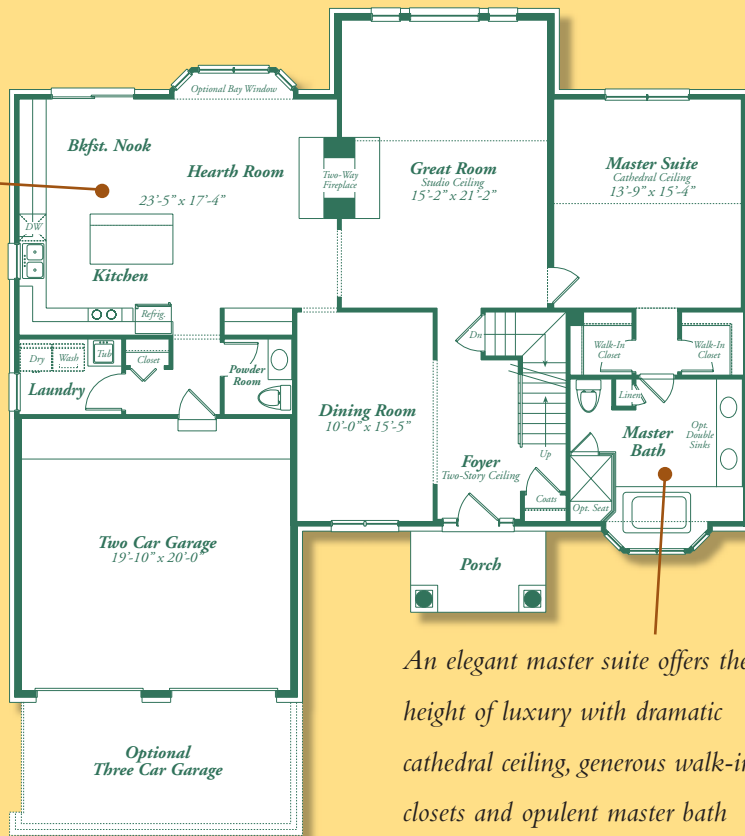 Optional Bay Window
Bkfst. Nook
Hearth Room
23'-5" x 17'-4"
Two-Way
Fireplace
Great Room
Studio Ceiling
15'-2" x 21'-2"
Master Suite
Cathedral Ceiling
13'-9" x 15'-4"
DW
Kitchen
Refrig.
Dn
Walk-In
Closet
Walk-In
Closet
Dry
Wash
Tub
Closet
Laundry
Powder
Room
Dining Room
10'-0" x 15'-5"
Linen
Master
Bath
Opt.
Double
Sinks
Up
Foyer
Two-Story Ceiling
Coats
Opt. Seat
Two Car Garage
19'-10" x 20'-0"
Porch
Optional
Three Car Garage
An elegant master suite offers the
height of luxury with dramatic
cathedral ceiling, generous walk-in
closets and opulent master bath